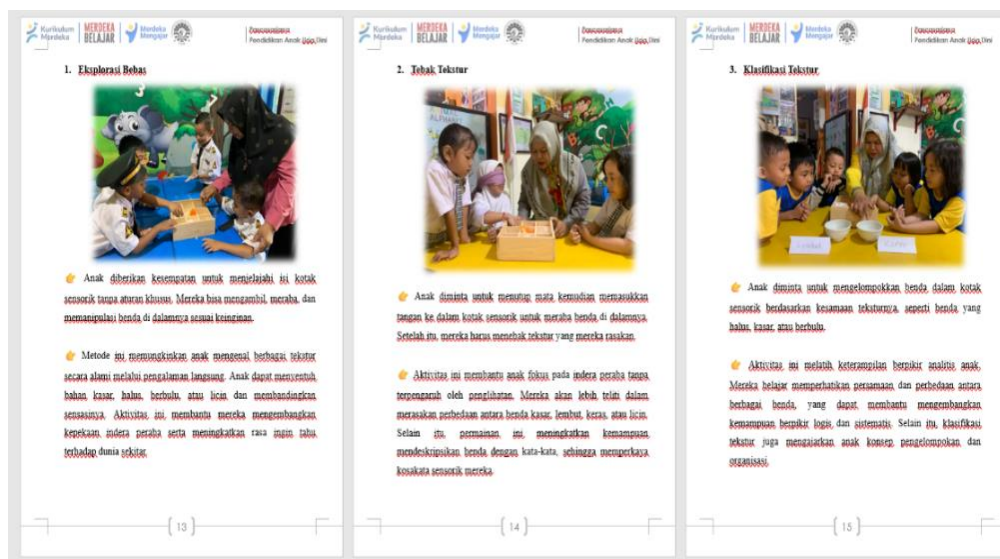 Kurikulum
Merdeka
MERDEKA
BELAJAR
Merdeka
Mengajar
Pendidikan Anak Usia Dini
1. Eksplorasi Bebas
Anak diberikan kesempatan untuk menjelajahi isi kotak
sensorik tanpa aturan khusus. Mereka bisa mengambil, meraba, dan
memanipulasi benda di dalamnya sesuai keinginan.
Metode ini memungkinkan anak mengenal berbagai tekstur
secara alami melalui pengalaman langsung. Anak dapat menyentuh
bahan kasar, halus, berbulu, atau licin dan membandingkan
sensasinya. Aktivitas ini membantu mereka mengembangkan
kepekaan indera peraba serta meningkatkan rasa ingin tahu
terhadap dunia sekitar.
13
Kurikulum
Merdeka
MERDEKA
BELAJAR
Merdeka
Mengajar
Pendidikan Anak Usia Dini
2. Tebak Tekstur
Anak diminta untuk menutup mata kemudian memasukkan
tangan ke dalam kotak sensorik untuk meraba benda di dalamnya.
Setelah itu, mereka harus menebak tekstur yang mereka rasakan.
Aktivitas ini membantu anak fokus pada indera peraba tanpa
terpengaruh oleh penglihatan. Mereka akan lebih teliti dalam
merasakan perbedaan antara benda kasar, lembut, keras, atau licin.
Selain itu, permainan ini meningkatkan kemampuan
mendeskripsikan benda dengan kata-kata, sehingga memperkaya
kosakata sensorik mereka.
14
Kurikulum
Merdeka
MERDEKA
BELAJAR
Merdeka
Mengajar
Pendidikan Anak Usia Dini
3. Klasifikasi Tekstur
Anak diminta untuk mengelompokkan benda dalam kotak
sensorik berdasarkan kesamaan teksturnya, seperti benda yang
halus, kasar, atau berbulu.
Aktivitas ini melatih keterampilan berpikir analitis anak.
Mereka belajar memperhatikan persamaan dan perbedaan antara
berbagai benda, yang dapat membantu mengembangkan
kemampuan berpikir logis dan sistematis. Selain itu, klasifikasi
tekstur juga mengajarkan anak konsep pengelompokan dan
organisasi.
15